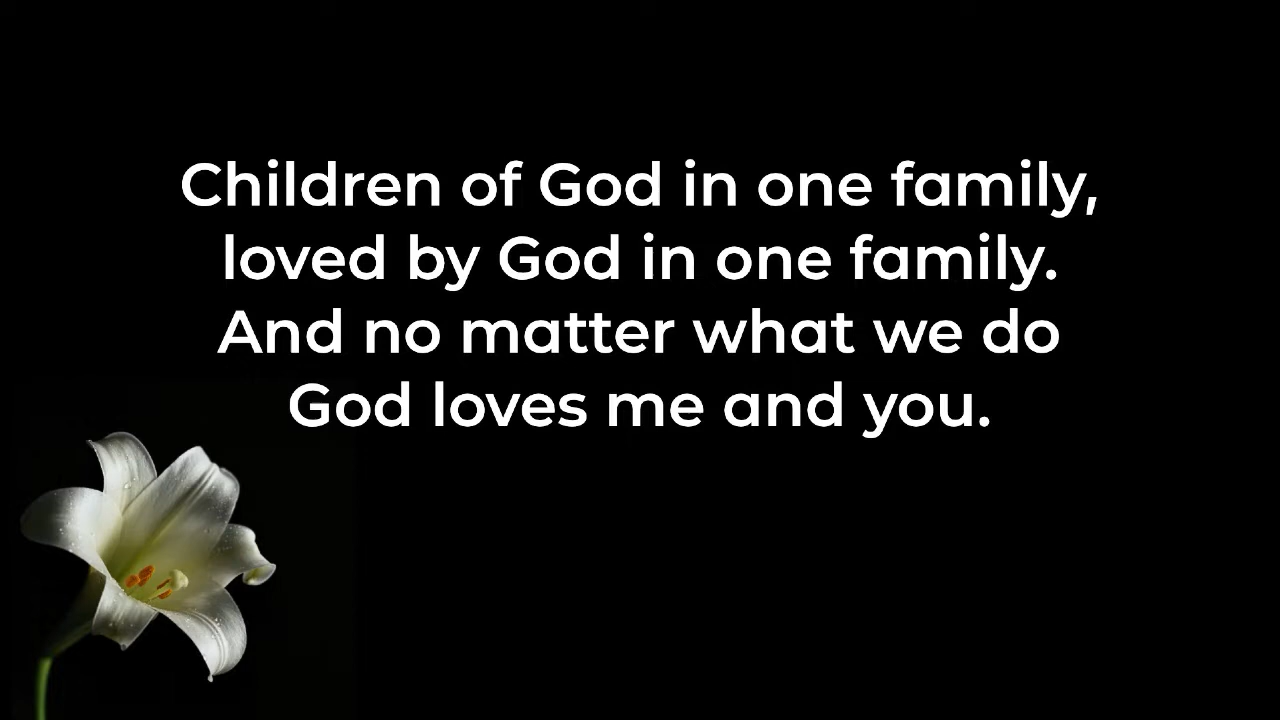 Children of God in one family,
loved by God in one family.
And no matter what we do
God loves me and you.